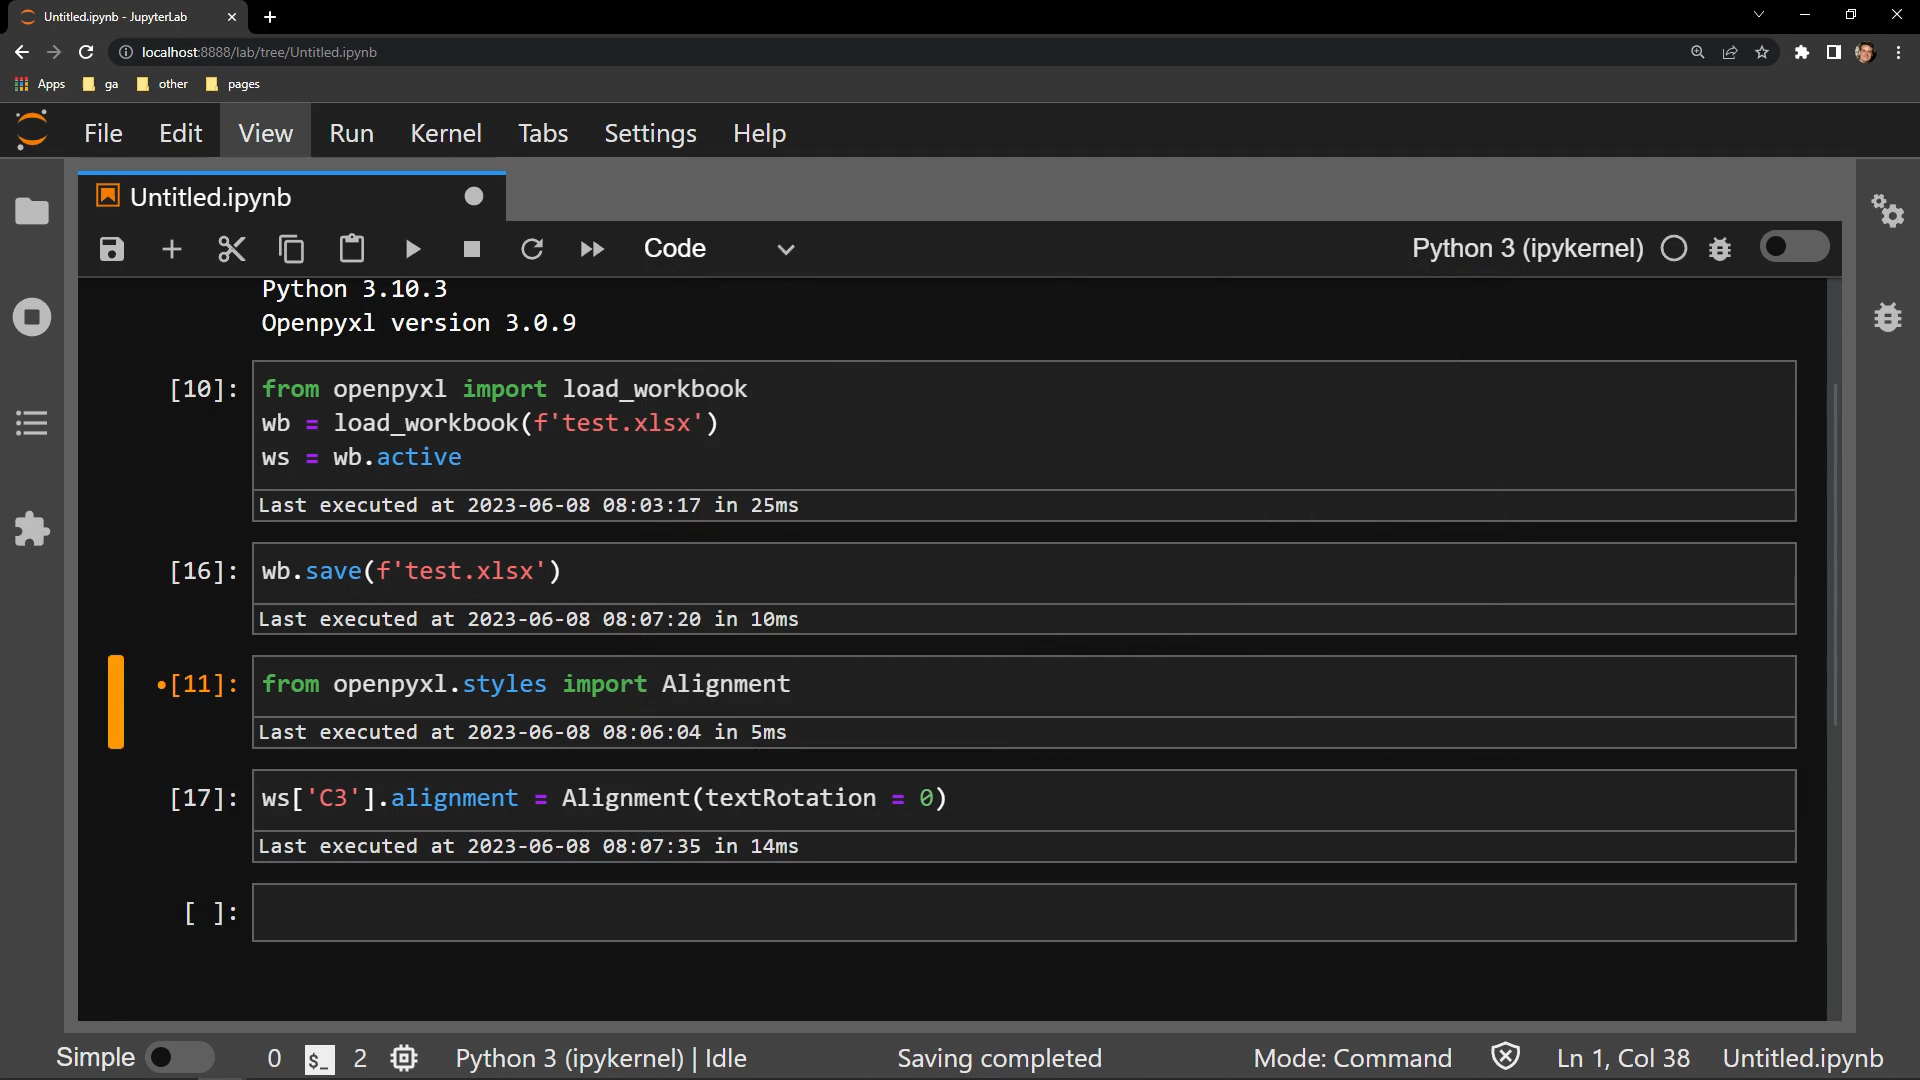 Untitled.ipynb - JupyterLab
localhost:8888/lab/tree/Untitled.ipynb
Apps ga other pages
File Edit View Run Kernel Tabs Settings Help
Untitled.ipynb
Code Python 3 (ipykernel)
Python 3.10.3
Openpyxl version 3.0.9
[10]: from openpyxl import load_workbook
wb = load_workbook(f'test.xlsx')
ws = wb.active
Last executed at 2023-06-08 08:03:17 in 25ms
[16]: wb.save(f'test.xlsx')
Last executed at 2023-06-08 08:07:20 in 10ms
•[11]: from openpyxl.styles import Alignment
Last executed at 2023-06-08 08:06:04 in 5ms
[17]: ws['C3'].alignment = Alignment(textRotation = 0)
Last executed at 2023-06-08 08:07:35 in 14ms
[ ]:
Simple 0 $_ 2 Python 3 (ipykernel) | Idle Saving completed Mode: Command Ln 1, Col 38 Untitled.ipynb